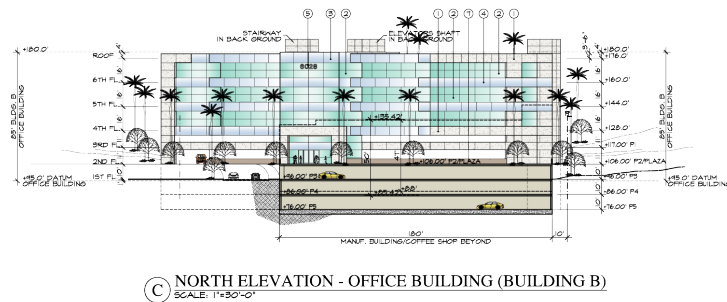 5 3 2 1 2 7 4 2 1
STAIRWAY
IN BACK GROUND
ELEVATORS SHAFT
IN BACK GROUND
+180.0'
ROOF
6TH FL
5TH FL
4TH FL
3RD F
2ND FL
1ST FL
85' BLDG. B
OFFICE BUILDING
8028
+135.42'
+106.00' P2/PLAZA
+96.00' P3
+86.00' P4
+76.00' P5
+180.0'
+176.0'
+160.0'
+144.0'
+128.0'
+117.00' P
+106.00' P2/PLAZA
+96.00' P3
+86.00' P4
+76.00' P5
85' BLDG. B
OFFICE BUILDING
+95.0' DATUM
OFFICE BUILDING
+95.0' DATUM
OFFICE BUILDING
180'
10'
MANUF. BUILDING/COFFEE SHOP BEYOND
C NORTH ELEVATION - OFFICE BUILDING (BUILDING B)
SCALE: 1"=30'-0"